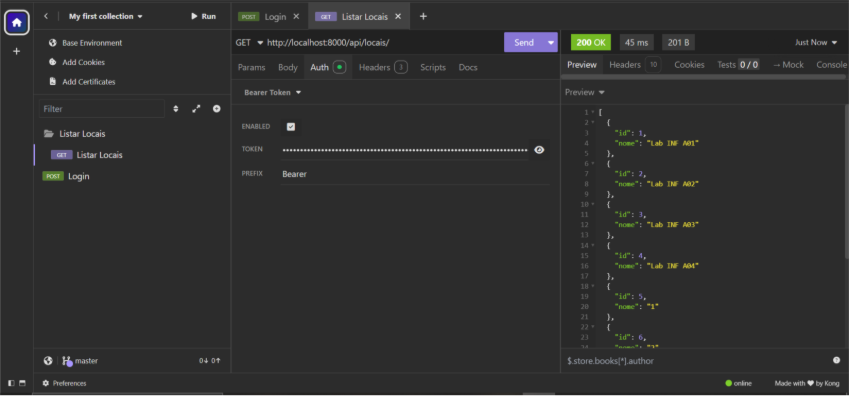 My first collection
Run
Base Environment
Add Cookies
Add Certificates
Filter
Listar Locais
GET Listar Locais
POST Login
master
0↓ 0↑
Preferences
POST Login
GET Listar Locais
GET http://localhost:8000/api/locais/
Send
Params Body Auth Headers 3 Scripts Docs
Bearer Token
ENABLED
TOKEN ••••••••••••••••••••••••••••••••••••••••••••••••••••••••••••••••••••••
PREFIX Bearer
200 OK 45 ms 201 B Just Now
Preview Headers 10 Cookies Tests 0 / 0 → Mock Console
Preview
1 [
2 {
3 "id": 1,
4 "nome": "Lab INF A01"
5 },
6 {
7 "id": 2,
8 "nome": "Lab INF A02"
9 },
10 {
11 "id": 3,
12 "nome": "Lab INF A03"
13 },
14 {
15 "id": 4,
16 "nome": "Lab INF A04"
17 },
18 {
19 "id": 5,
20 "nome": "1"
21 },
22 {
23 "id": 6,
24 "nome": "2"
$.store.books[*].author
online
Made with ♥ by Kong